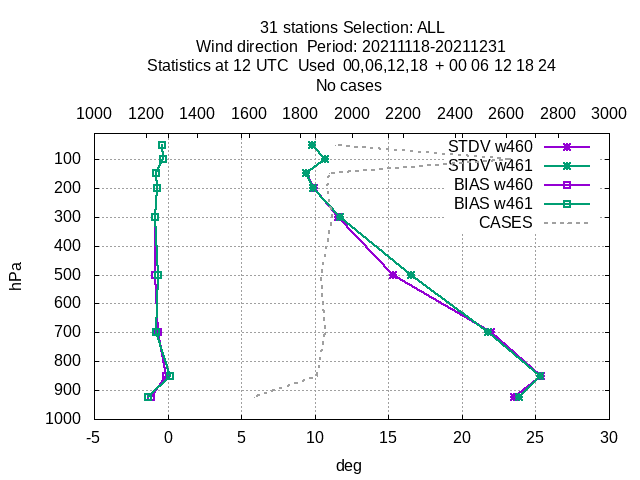 31 stations Selection: ALL
Wind direction  Period: 20211118-20211231
Statistics at 12 UTC  Used  00,06,12,18  + 00 06 12 18 24
No cases
1000 1200 1400 1600 1800 2000 2200 2400 2600 2800 3000
STDV w460
STDV w461
BIAS w460
BIAS w461
CASES
100
200
300
400
500
600
700
800
900
1000
hPa
-5 0 5 10 15 20 25 30
deg